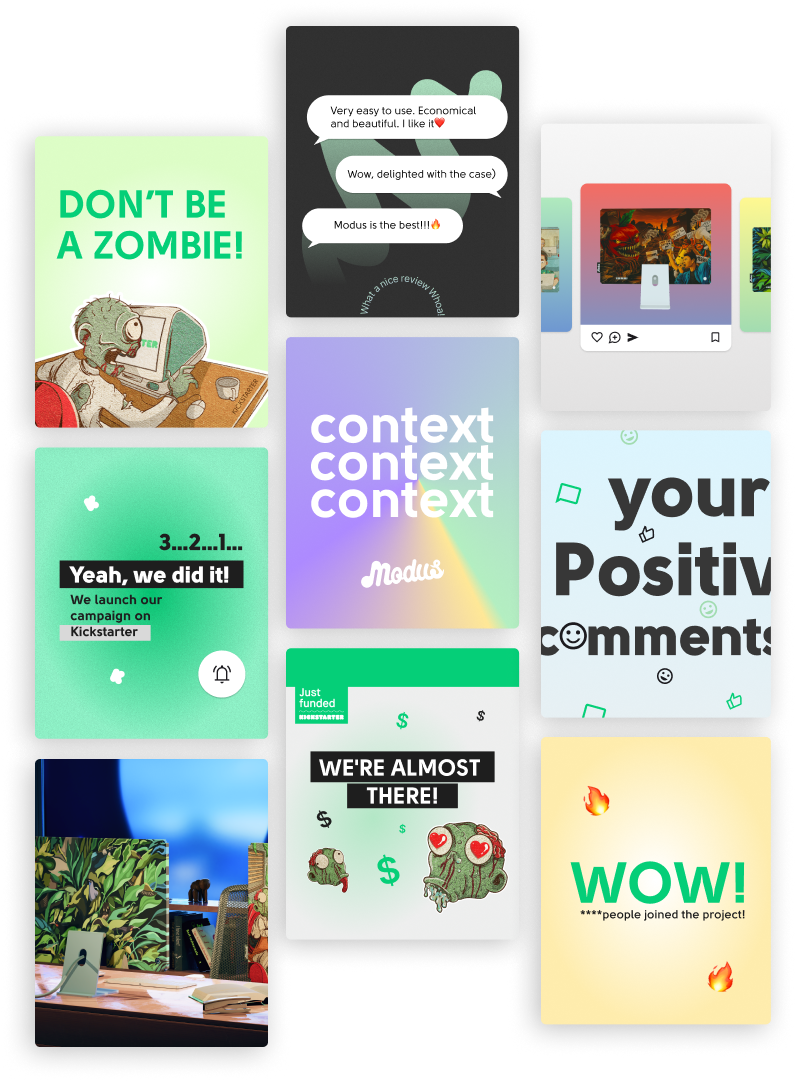 DON'T BE
A ZOMBIE!
KICKSTARTER
3...2...1...
Yeah, we did it!
We launch our
campaign on
Kickstarter
Very easy to use. Economical
and beautiful. I like it❤️
Wow, delighted with the case)
Modus is the best!!!🔥
What a nice review Whoa!
context
context
context
Modus
Just
funded
KICKSTARTER
$
$
WE'RE ALMOST
THERE!
$
$
$
your
Positiv
comments
WOW!
****people joined the project!